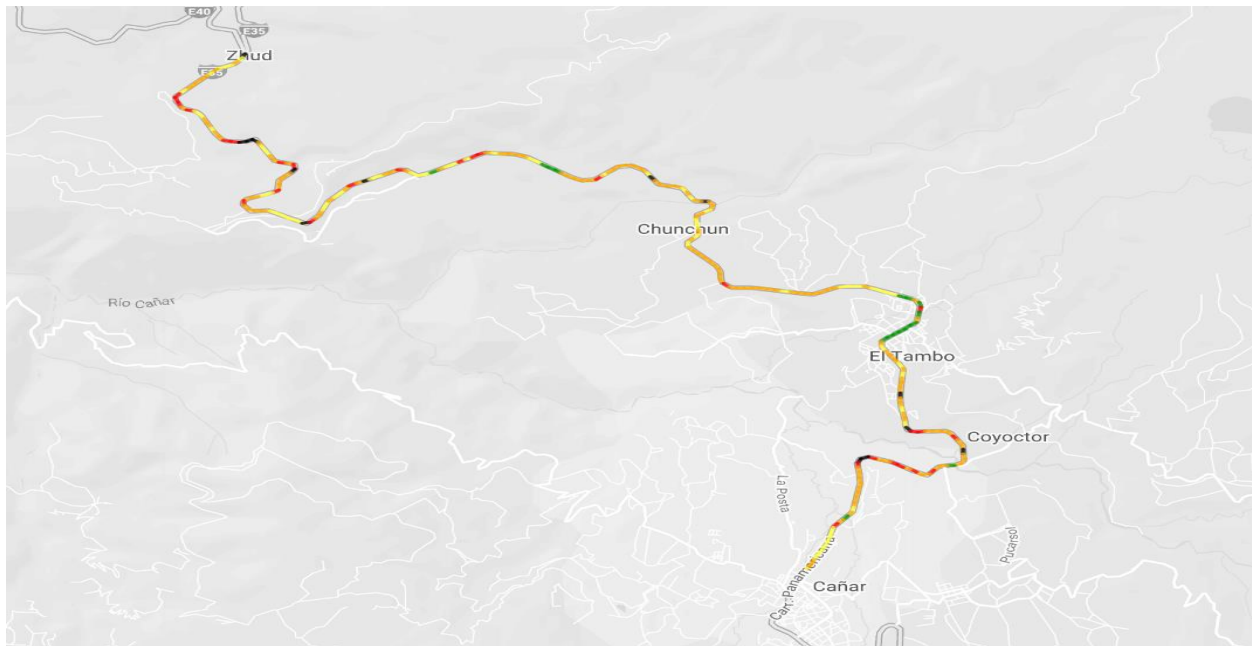 E40
E35
Zhud
E35
Chunchun
Río Cañar
El Tambo
Coyoctor
La Posta
Pucarsol
Carr. Panamericana
Cañar